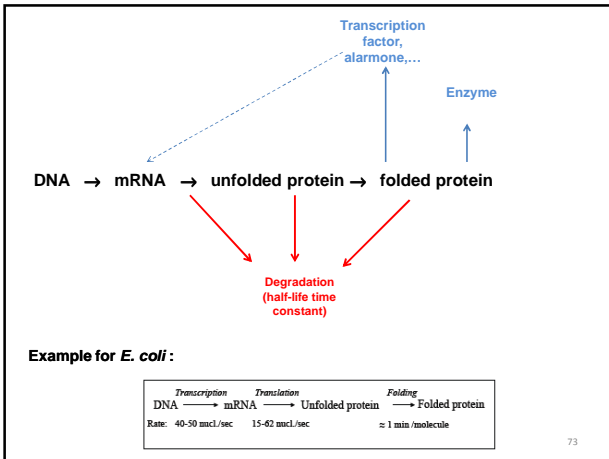 Transcription
factor,
alarmone,...
Enzyme
DNA → mRNA → unfolded protein → folded protein
Degradation
(half-life time
constant)
Example for E. coli :
Transcription Translation Folding
DNA → mRNA → Unfolded protein → Folded protein
Rate: 40-50 nucl./sec 15-62 nucl./sec ≈ 1 min /molecule
73